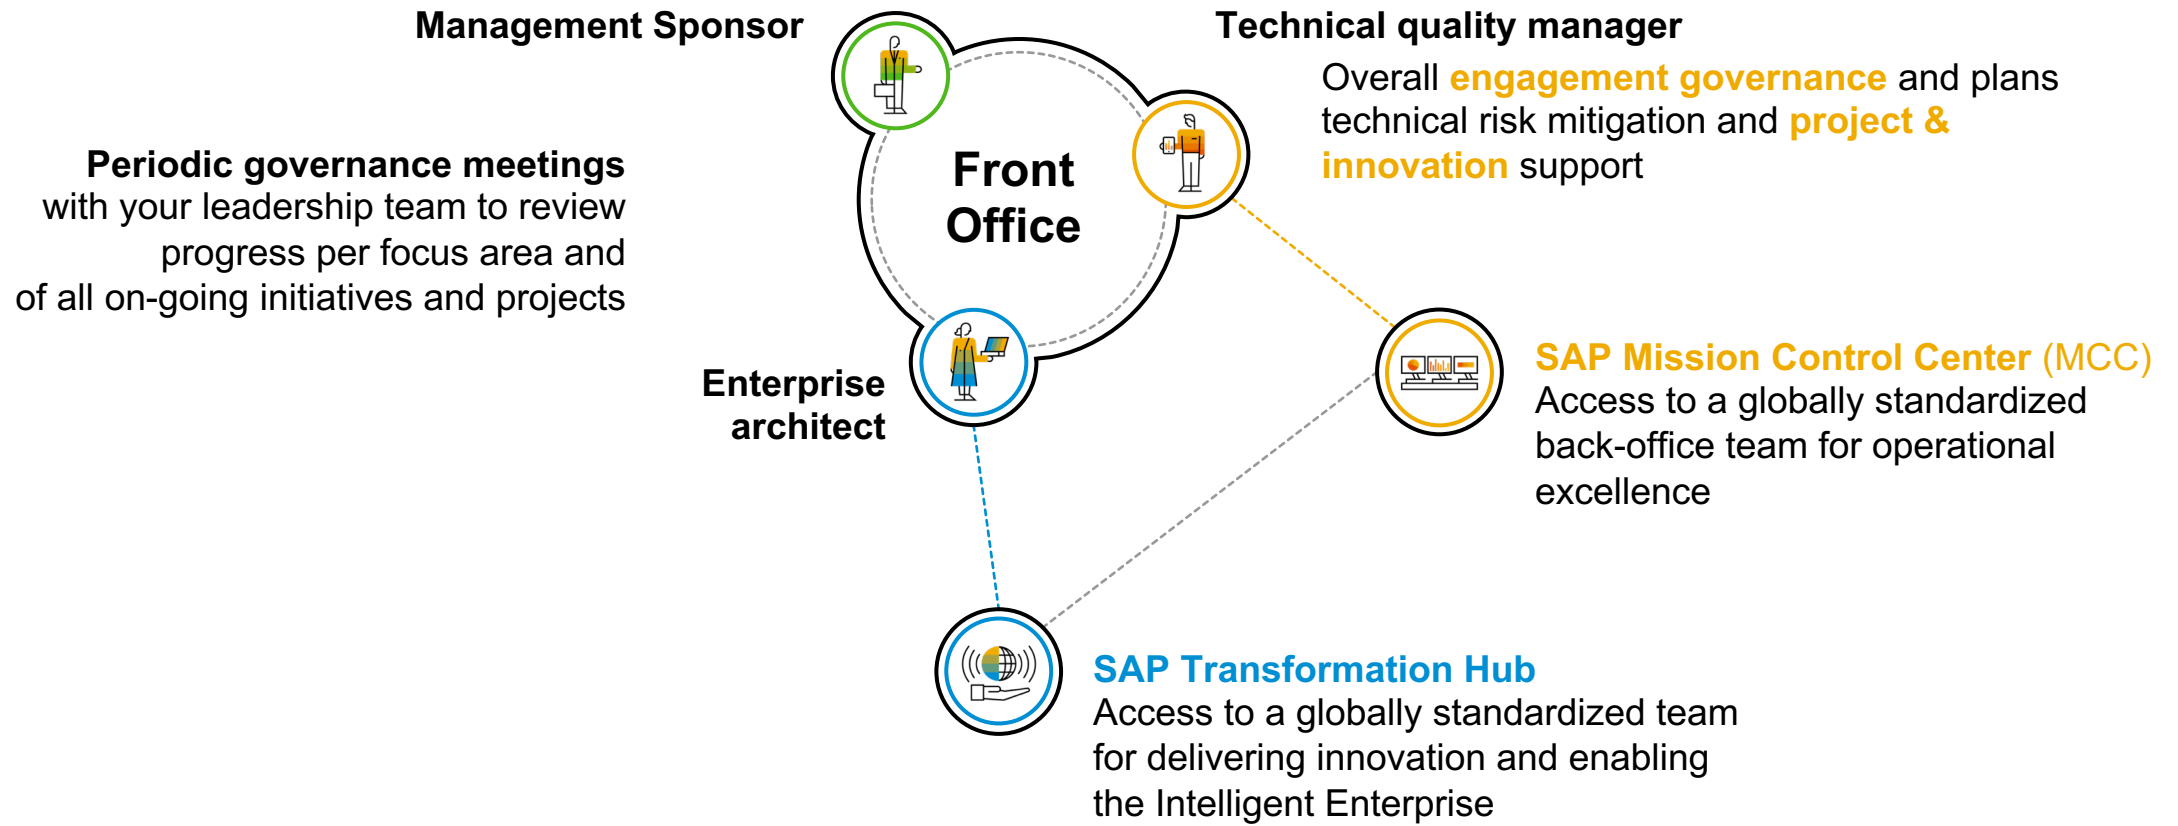 Management Sponsor
Technical quality manager
Overall engagement governance and plans
technical risk mitigation and project &
innovation support
Periodic governance meetings
with your leadership team to review
progress per focus area and
of all on-going initiatives and projects
Front
Office
Enterprise
architect
SAP Mission Control Center (MCC)
Access to a globally standardized
back-office team for operational
excellence
SAP Transformation Hub
Access to a globally standardized team
for delivering innovation and enabling
the Intelligent Enterprise